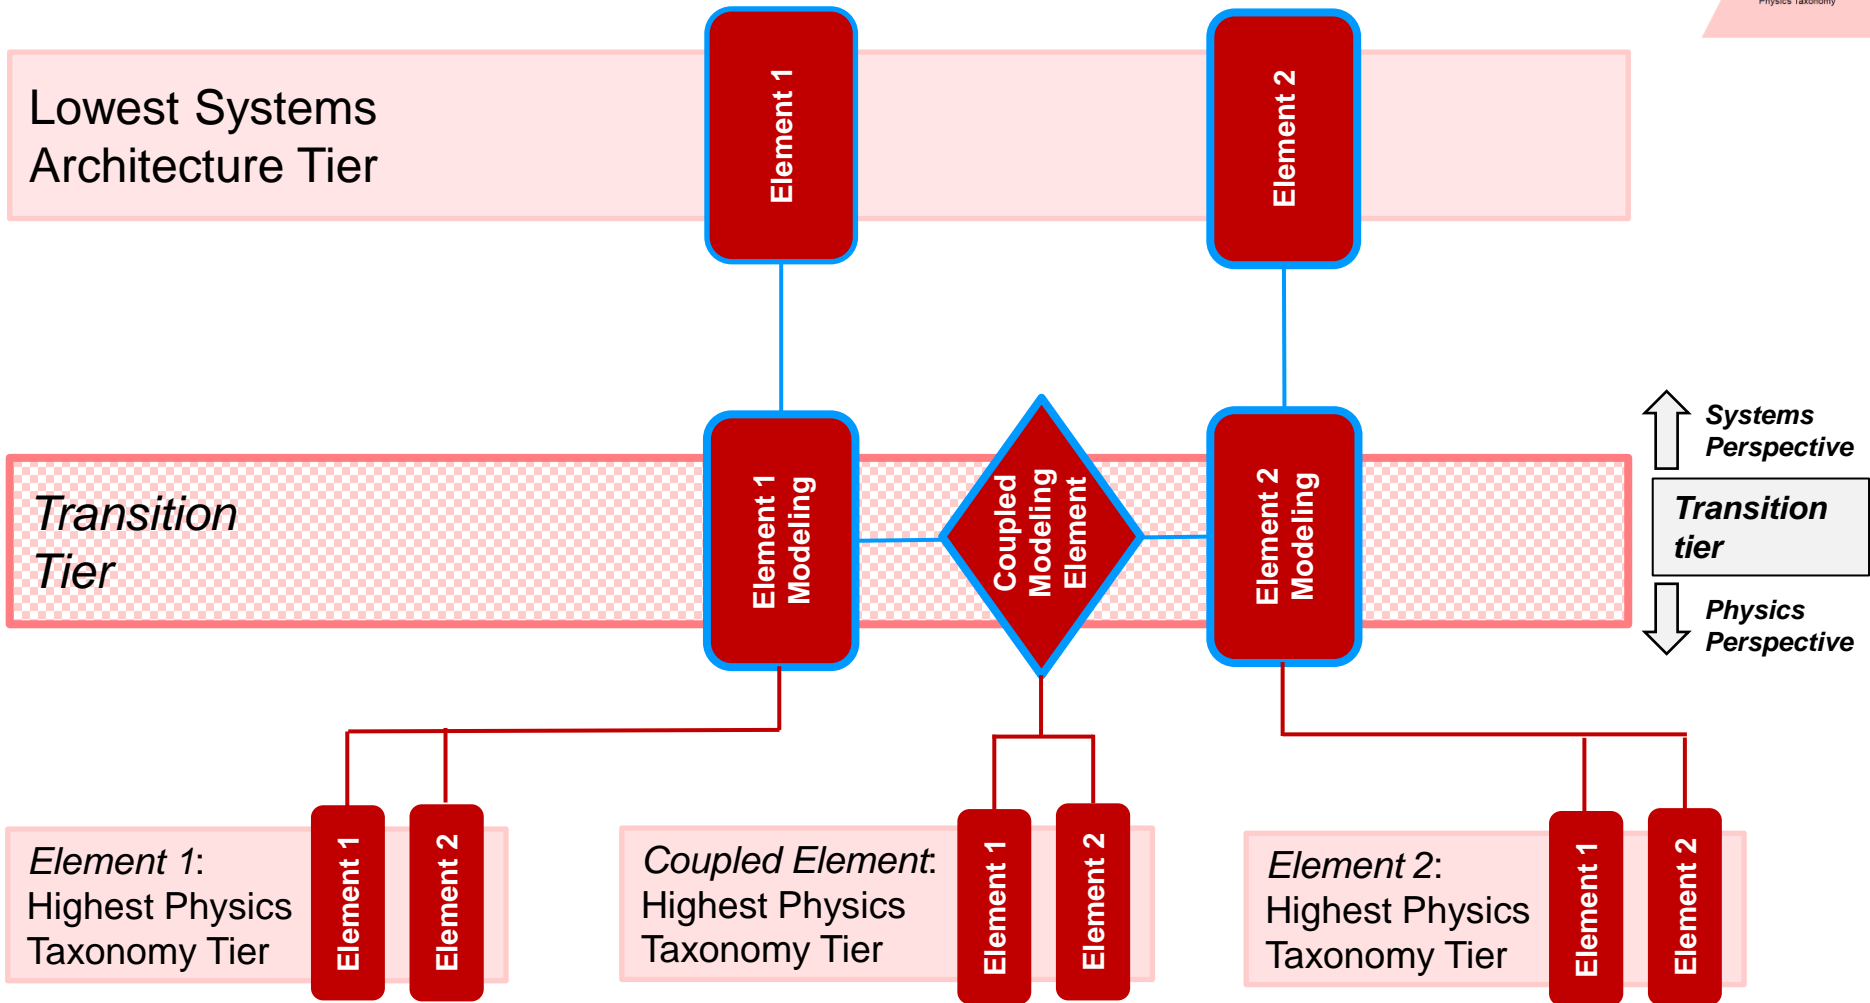 Physics Taxonomy
Lowest Systems
Architecture Tier
Element 1
Element 2
Transition
Tier
Element 1
Modeling
Coupled
Modeling
Element
Element 2
Modeling
Systems
Perspective
Transition
tier
Physics
Perspective
Element 1:
Highest Physics
Taxonomy Tier
Element 1
Element 2
Coupled Element:
Highest Physics
Taxonomy Tier
Element 1
Element 2
Element 2:
Highest Physics
Taxonomy Tier
Element 1
Element 2